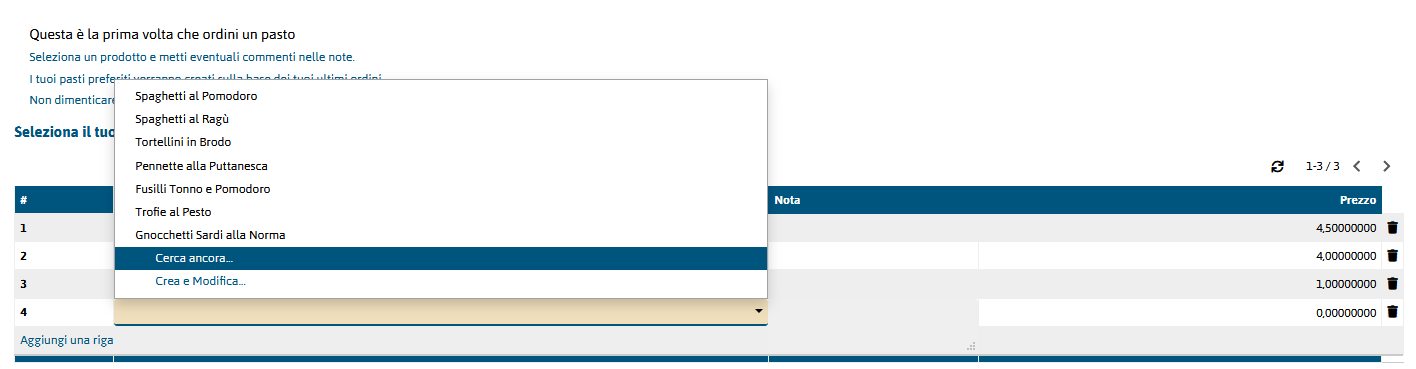 Questa è la prima volta che ordini un pasto
Seleziona un prodotto e metti eventuali commenti nelle note.
I tuoi pasti preferiti verranno creati sulla base dei tuoi ultimi ordini
Non dimenticare
Spaghetti al Pomodoro
Spaghetti al Ragù
Seleziona il tuo
Tortellini in Brodo
Pennette alla Puttanesca
1-3 / 3
Fusilli Tonno e Pomodoro
# Nota Prezzo
Trofie al Pesto
1 Gnocchetti Sardi alla Norma 4,50000000
2 Cerca ancora... 4,00000000
3 Crea e Modifica... 1,00000000
4 0,00000000
Aggiungi una riga